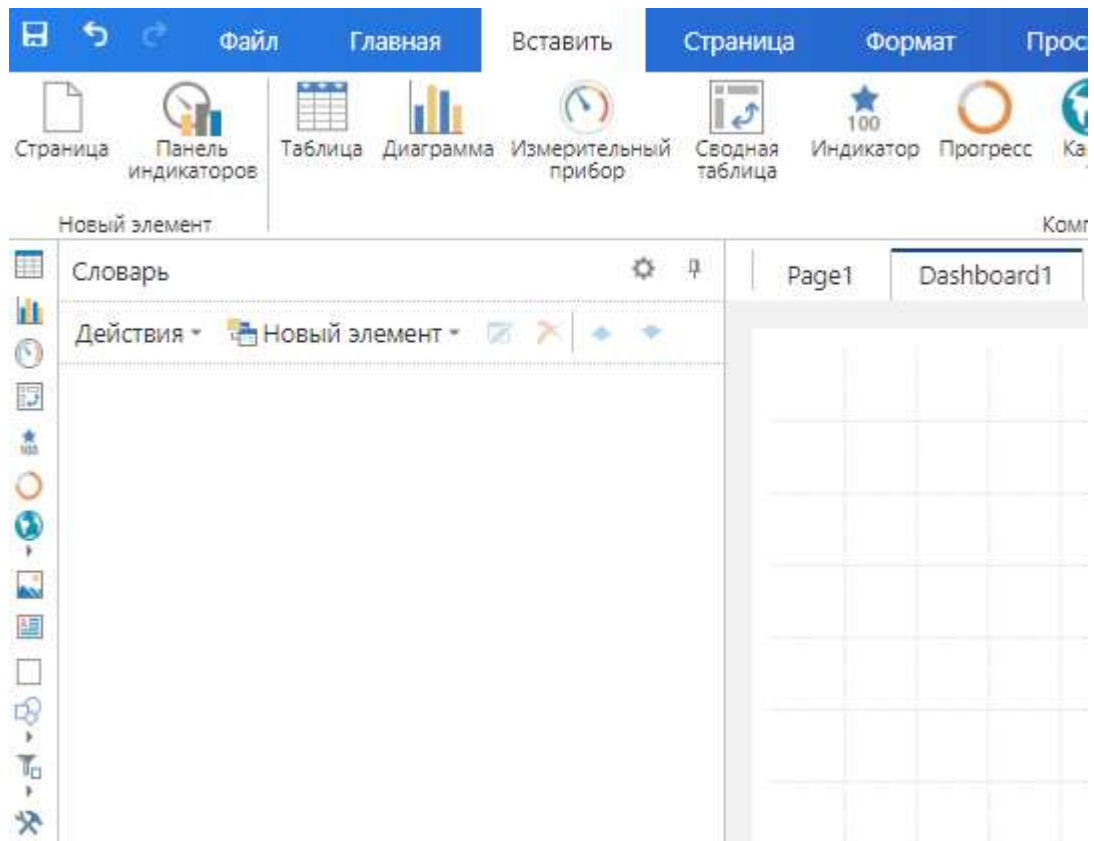 Файл Главная Вставить Страница Формат
Страница Панель индикаторов Таблица Диаграмма Измерительный прибор Сводная таблица 100 Индикатор Прогресс
Новый элемент
Словарь
Page1 Dashboard1
Действия Новый элемент
100